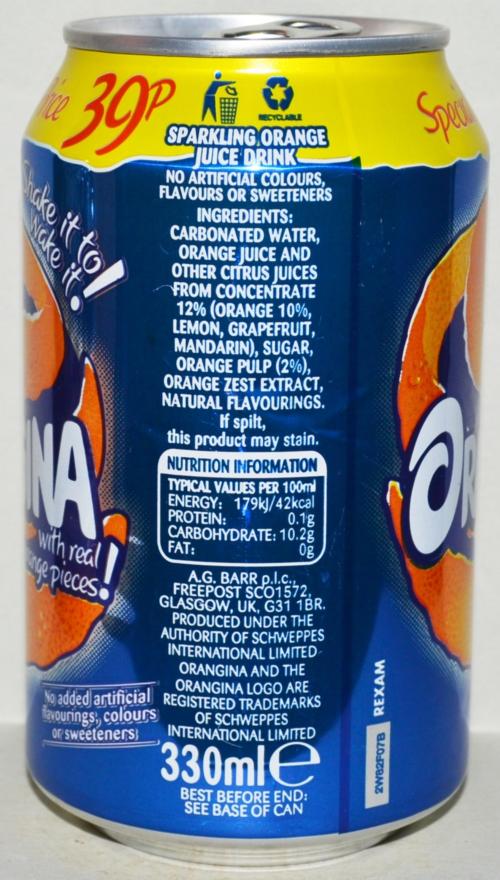 39P
RECYCLABLE
SPARKLING ORANGE
JUICE DRINK
NO ARTIFICIAL COLOURS,
FLAVOURS OR SWEETENERS
INGREDIENTS:
CARBONATED WATER,
ORANGE JUICE AND
OTHER CITRUS JUICES
FROM CONCENTRATE
12% (ORANGE 10%,
LEMON, GRAPEFRUIT,
MANDARIN), SUGAR,
ORANGE PULP (2%),
ORANGE ZEST EXTRACT,
NATURAL FLAVOURINGS.
If spilt,
this product may stain.
NUTRITION INFORMATION
TYPICAL VALUES PER 100ml
ENERGY: 179kJ/42kcal
PROTEIN: 0.1g
CARBOHYDRATE: 10.2g
FAT: 0g
A.G. BARR p.l.c.,
FREEPOST SCO1572,
GLASGOW, UK, G31 1BR.
PRODUCED UNDER THE
AUTHORITY OF SCHWEPPES
INTERNATIONAL LIMITED
ORANGINA AND THE
ORANGINA LOGO ARE
REGISTERED TRADEMARKS
OF SCHWEPPES
INTERNATIONAL LIMITED
330ml℮
BEST BEFORE END:
SEE BASE OF CAN
Shake it to
wake it!
INA
with real
ange pieces!
No added artificial
flavourings, colours
or sweeteners
Speci
OR
REXAM
2W82F07B